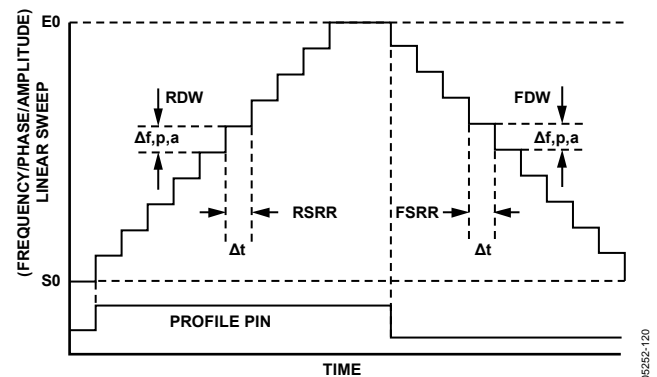 (FREQUENCY/PHASE/AMPLITUDE)
LINEAR SWEEP
E0
RDW
FDW
Δf,p,a
Δf,p,a
RSRR
FSRR
Δt
Δt
S0
PROFILE PIN
TIME
05252-120